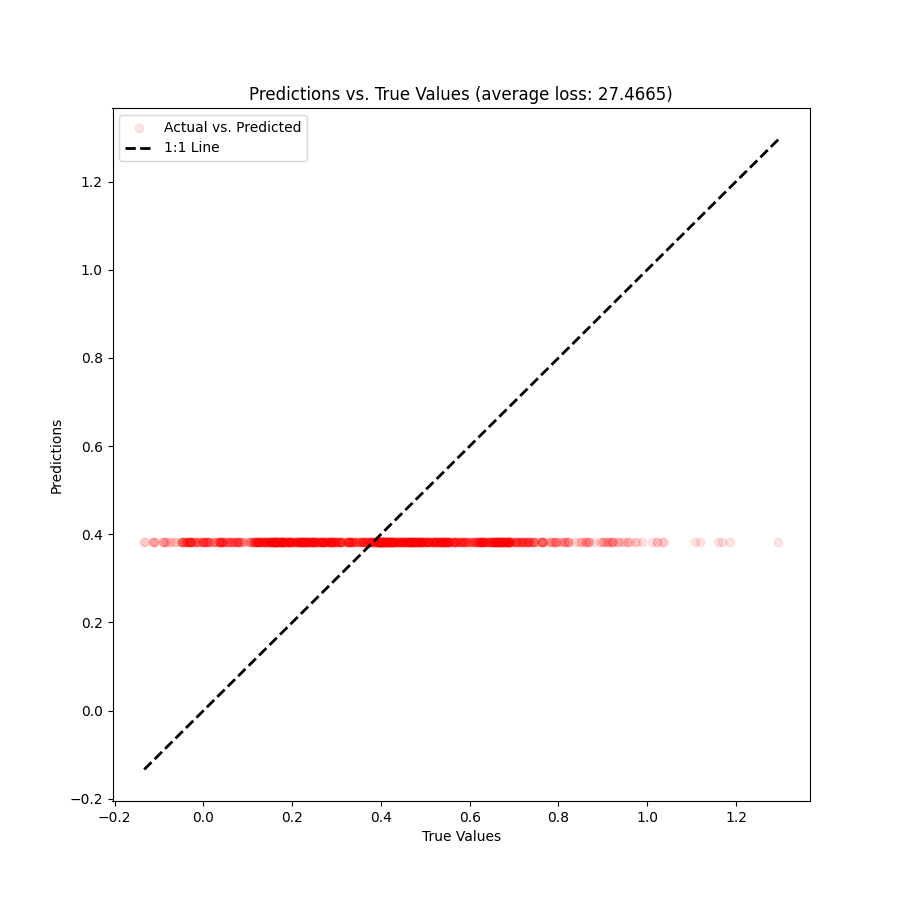 Predictions vs. True Values (average loss: 27.4665)
Actual vs. Predicted
1:1 Line
1.2
1.0
0.8
0.6
0.4
0.2
0.0
−0.2
Predictions
−0.2 0.0 0.2 0.4 0.6 0.8 1.0 1.2
True Values